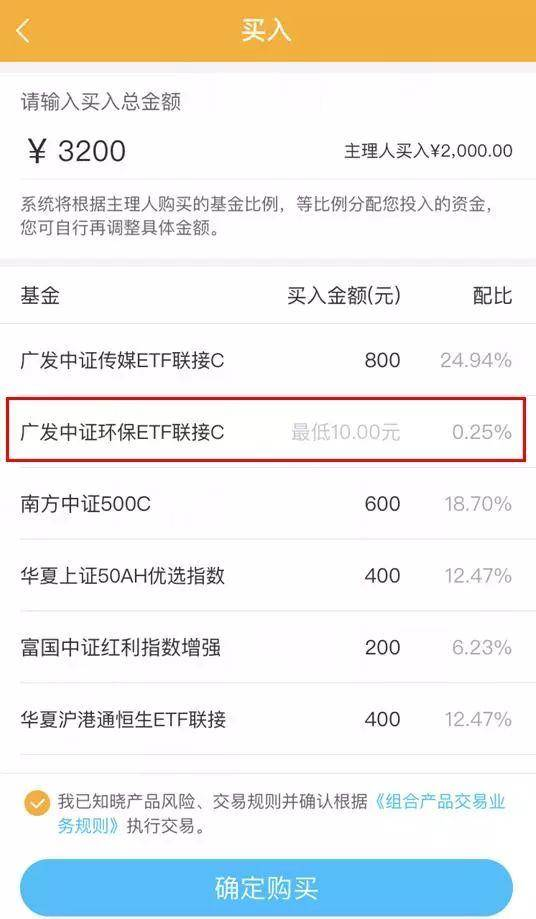 买入
请输入买入总金额
¥ 3200 主理人买入¥2,000.00
系统将根据主理人购买的基金比例，等比例分配您投入的资金，
您可自行再调整具体金额。
基金 买入金额(元) 配比
广发中证传媒ETF联接C 800 24.94%
广发中证环保ETF联接C 最低10.00元 0.25%
南方中证500C 600 18.70%
华夏上证50AH优选指数 400 12.47%
富国中证红利指数增强 200 6.23%
华夏沪港通恒生ETF联接 400 12.47%
我已知晓产品风险、交易规则并确认根据《组合产品交易业
务规则》执行交易。
确定购买